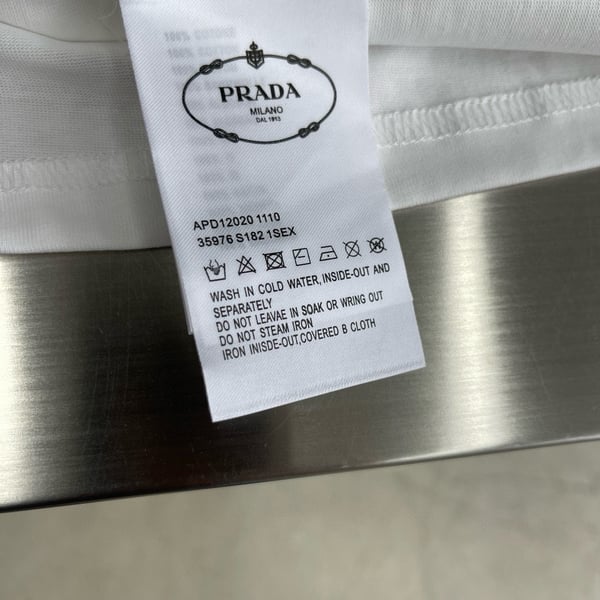 PRADA
MILANO
DAL 1913
APD12020 1110
35976 S182 1SEX
WASH IN COLD WATER,INSIDE-OUT AND
SEPARATELY
DO NOT LEAVAE IN SOAK OR WRING OUT
DO NOT STEAM IRON
IRON INISDE-OUT,COVERED B CLOTH